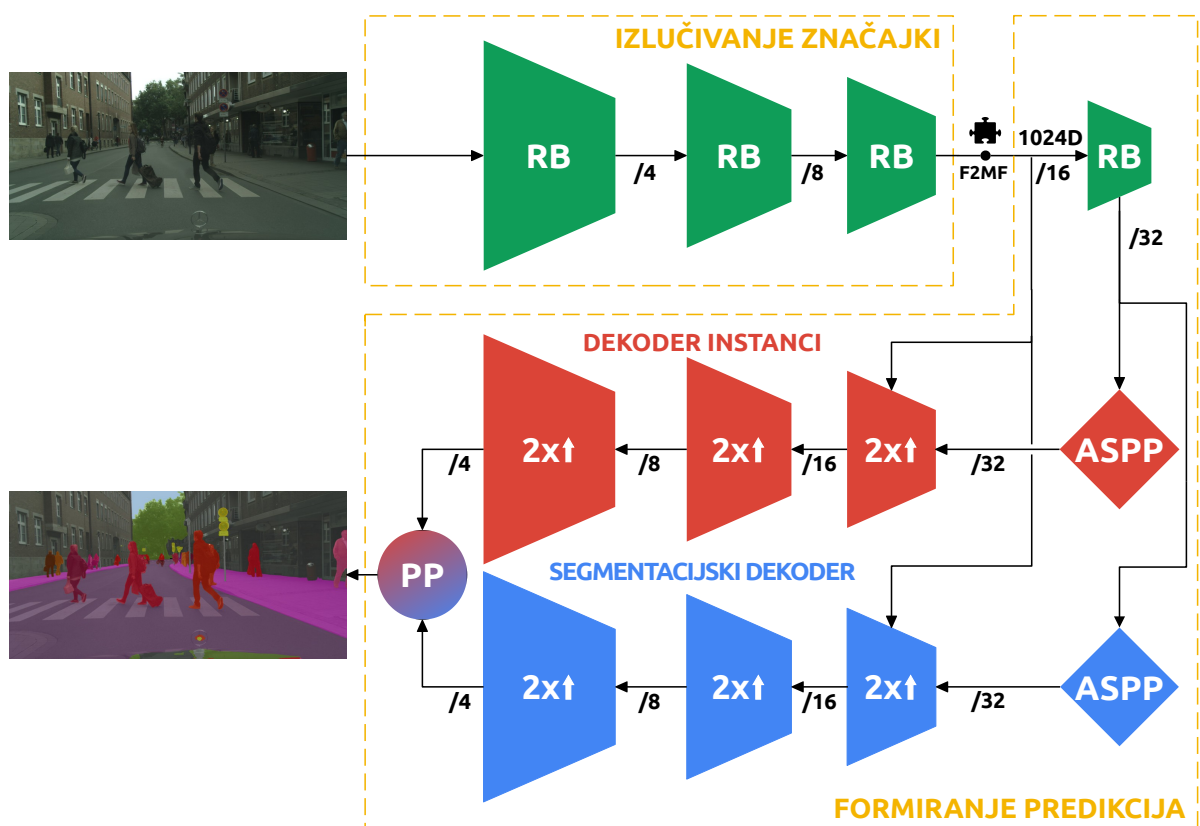 IZLUČIVANJE ZNAČAJKI
RB
/4
RB
/8
RB
F2MF
1024D
/16
RB
/32
DEKODER INSTANCI
/4
2x⬆
/8
2x⬆
/16
2x⬆
/32
ASPP
PP
SEGMENTACIJSKI DEKODER
/4
2x⬆
/8
2x⬆
/16
2x⬆
/32
ASPP
FORMIRANJE PREDIKCIJA